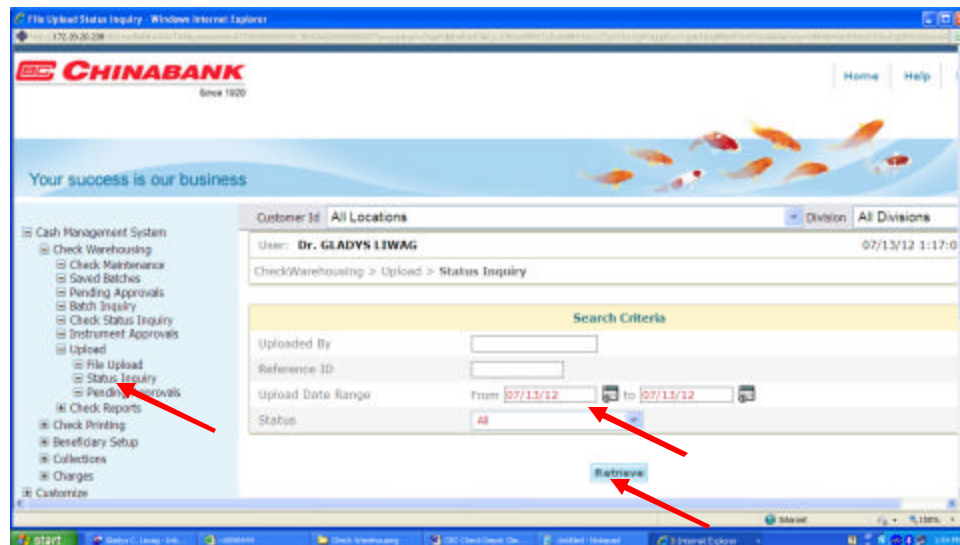 File Upload Status Inquiry - Windows Internet Explorer
CHINABANK
Since 1920
Home Help
Your success is our business
Customer Id All Locations Division All Divisions
User: Dr. GLADYS LIWAG 07/13/12 1:17:0
CheckWarehousing > Upload > Status Inquiry
Cash Management System
Check Warehousing
Check Maintenance
Saved Batches
Pending Approvals
Batch Inquiry
Check Status Inquiry
Instrument Approvals
Upload
File Upload
Status Inquiry
Pending Approvals
Check Reports
Check Printing
Beneficiary Setup
Collections
Charges
Customize
Search Criteria
Uploaded By
Reference ID
Upload Date Range From 07/13/12 to 07/13/12
Status All
Retrieve
Internet 100%
start